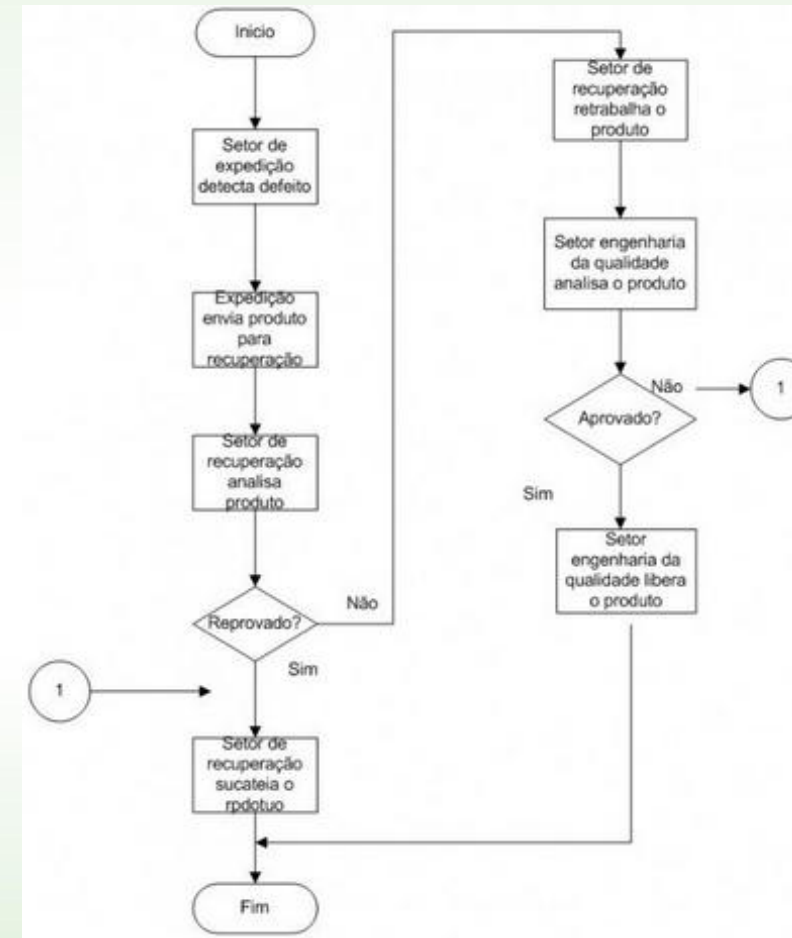 Inicio
Setor de
expedição
detecta defeito
Expedição
envia produto
para
recuperação
Setor de
recuperação
analisa
produto
Reprovado?
Não
Sim
1
Setor de
recuperação
sucateia o
rpdotuo
Fim
Setor de
recuperação
retrabalha o
produto
Setor engenharia
da qualidade
analisa o produto
Aprovado?
Não
1
Sim
Setor
engenharia da
qualidade libera
o produto